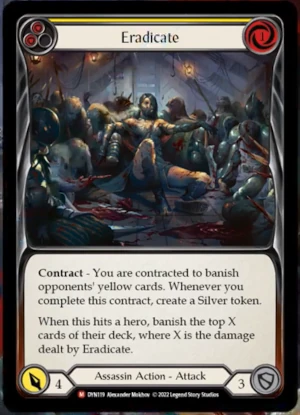 Eradicate
1
Contract - You are contracted to banish
opponents' yellow cards. Whenever you
complete this contract, create a Silver token.
When this hits a hero, banish the top X
cards of their deck, where X is the
damage dealt by Eradicate.
4
Assassin Action - Attack
3
M DYN119 Alexander Mokhov © 2022 Legend Story Studios